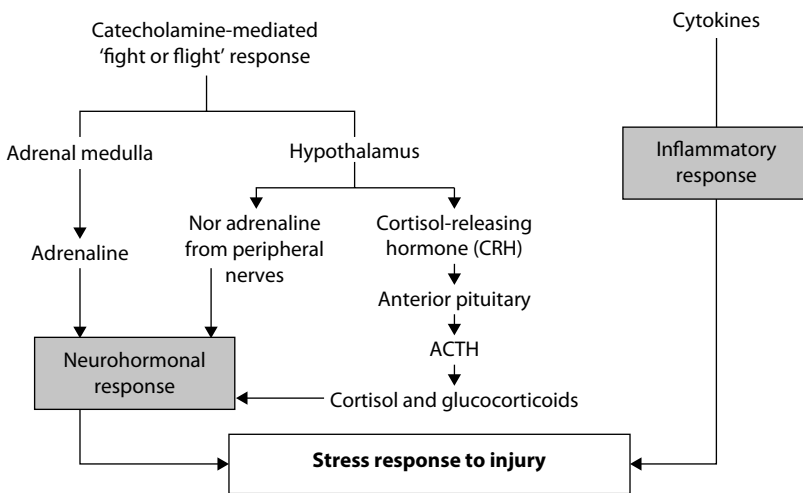 Catecholamine-mediated
‘fight or flight’ response
Cytokines
Adrenal medulla
Hypothalamus
Inflammatory
response
Adrenaline
Nor adrenaline
from peripheral
nerves
Cortisol-releasing
hormone (CRH)
Anterior pituitary
ACTH
Neurohormonal
response
Cortisol and glucocorticoids
Stress response to injury